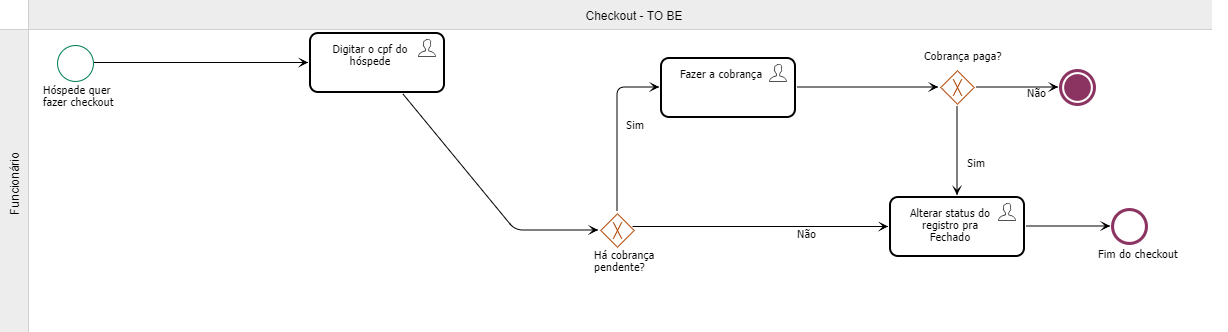 Checkout - TO BE
Funcionário
Hóspede quer
fazer checkout
Digitar o cpf do
hóspede
Há cobrança
pendente?
Sim
Não
Fazer a cobrança
Cobrança paga?
Não
Sim
Alterar status do
registro pra
Fechado
Fim do checkout